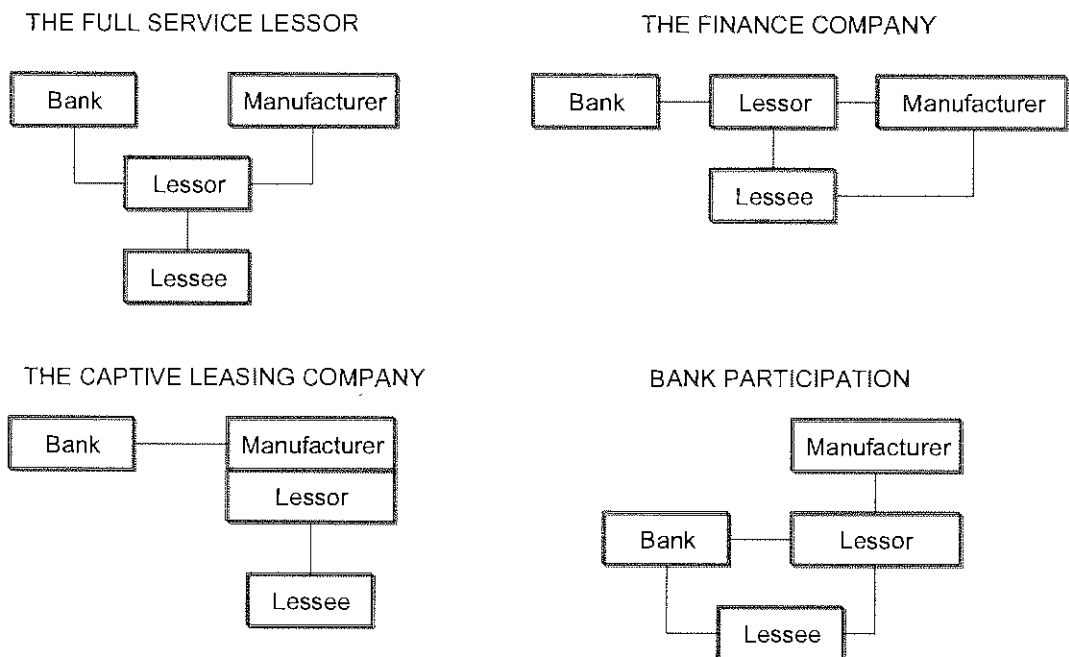 THE FULL SERVICE LESSOR
Bank
Manufacturer
Lessor
Lessee
THE FINANCE COMPANY
Bank
Lessor
Manufacturer
Lessee
THE CAPTIVE LEASING COMPANY
Bank
Manufacturer
Lessor
Lessee
BANK PARTICIPATION
Manufacturer
Bank
Lessor
Lessee